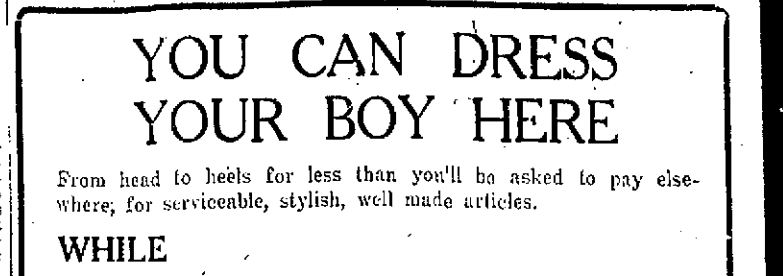 YOU CAN DRESS
YOUR BOY HERE
From head to heels for less than you'll be asked to pay else-
where; for serviceable, stylish, well made articles.
WHILE